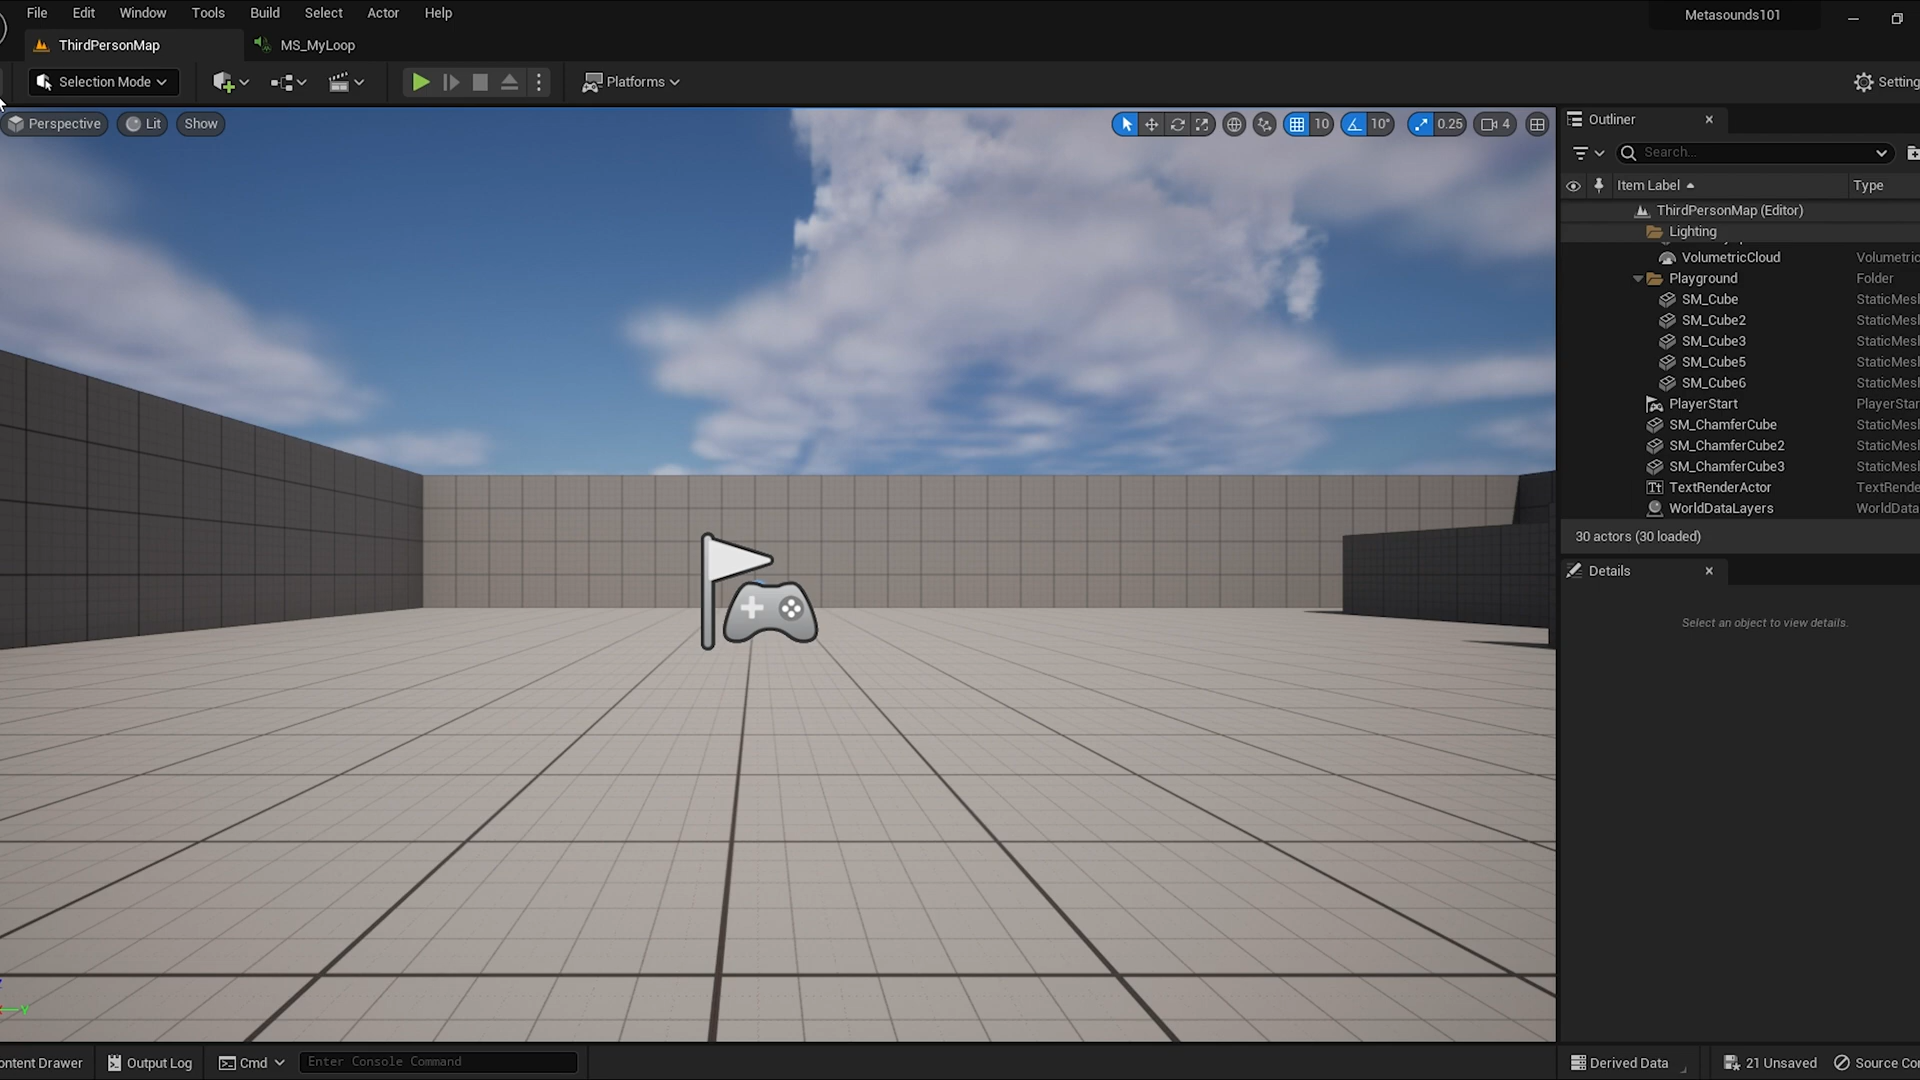 File Edit Window Tools Build Select Actor Help
Metasounds101
ThirdPersonMap
MS_MyLoop
Selection Mode
Platforms
Setting
Perspective
Lit
Show
10
10°
0.25
4
Outliner
Search...
Item Label
Type
ThirdPersonMap (Editor)
Lighting
VolumetricCloud Volumetric
Playground Folder
SM_Cube StaticMesh
SM_Cube2 StaticMesh
SM_Cube3 StaticMesh
SM_Cube5 StaticMesh
SM_Cube6 StaticMesh
PlayerStart PlayerStar
SM_ChamferCube StaticMesh
SM_ChamferCube2 StaticMesh
SM_ChamferCube3 StaticMesh
TextRenderActor TextRende
WorldDataLayers WorldData
30 actors (30 loaded)
Details
Select an object to view details.
Y
ontent Drawer
Output Log
Cmd
Enter Console Command
Derived Data
21 Unsaved
Source Co